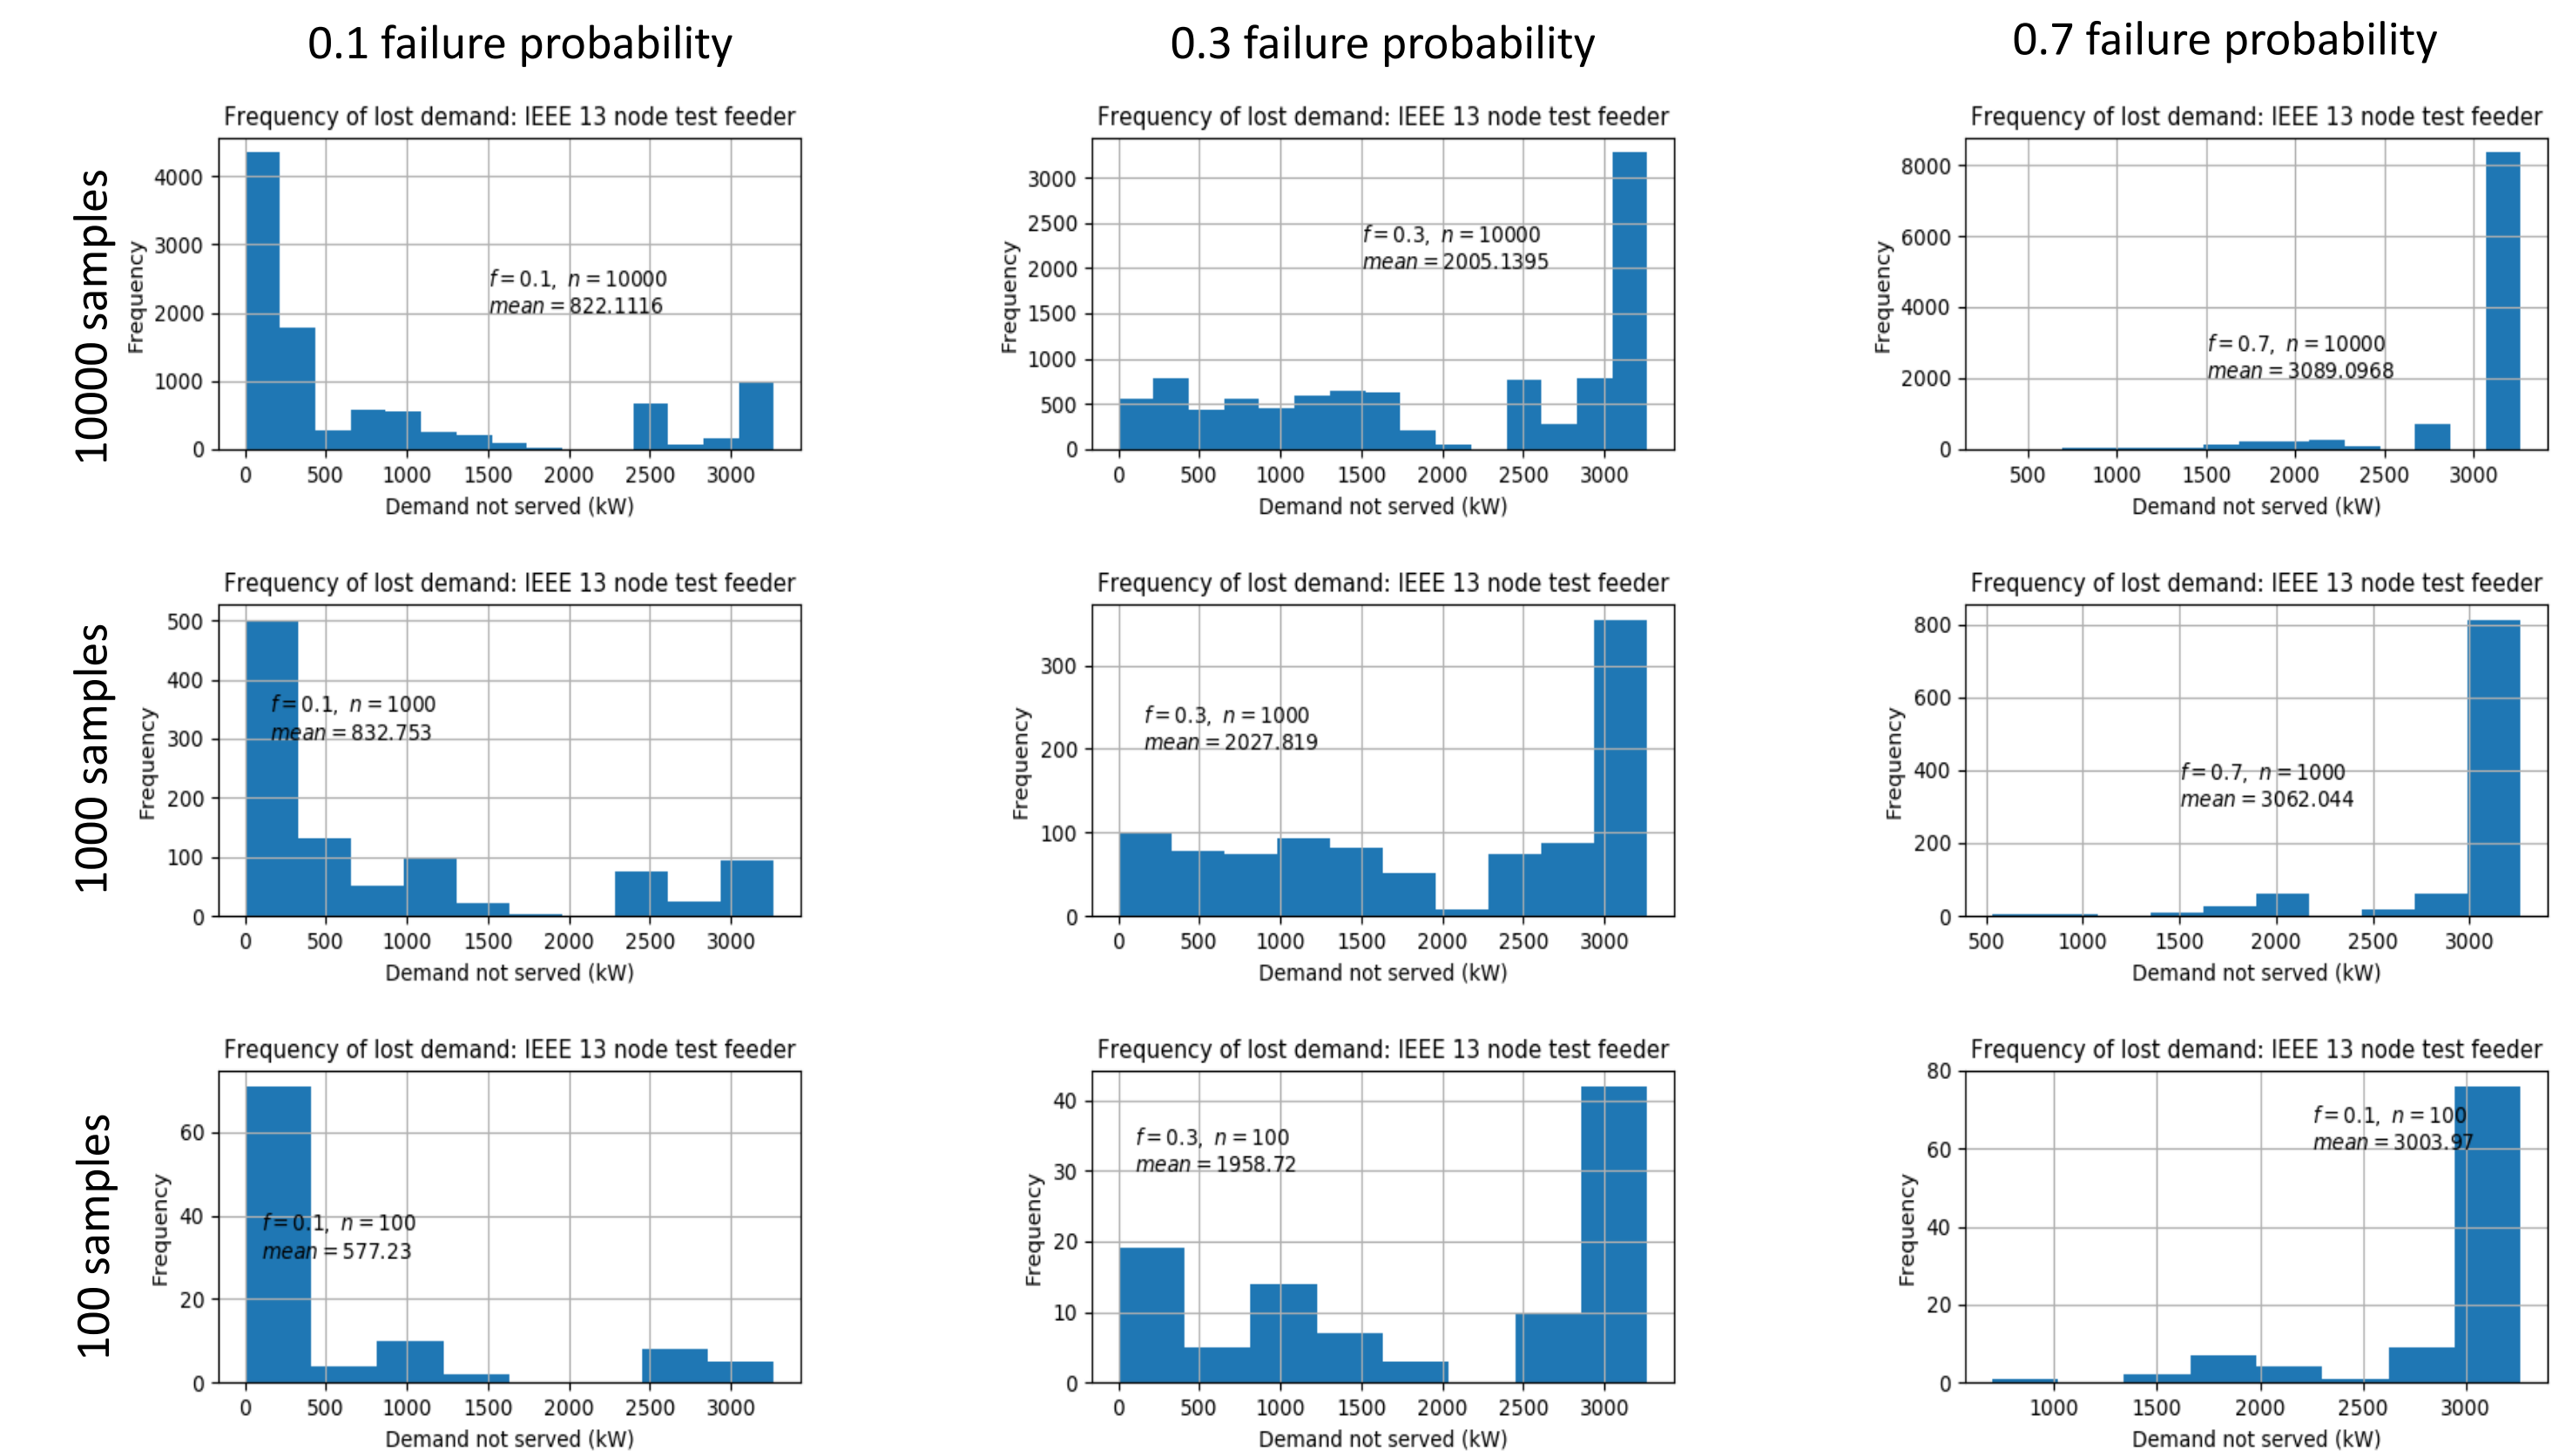 0.1 failure probability
0.3 failure probability
0.7 failure probability
10000 samples
Frequency of lost demand: IEEE 13 node test feeder
Frequency
4000
3000
2000
1000
0
f = 0.1, n = 10000
mean = 822.1116
0 500 1000 1500 2000 2500 3000
Demand not served (kW)
Frequency of lost demand: IEEE 13 node test feeder
Frequency
3000
2500
2000
1500
1000
500
0
f = 0.3, n = 10000
mean = 2005.1395
0 500 1000 1500 2000 2500 3000
Demand not served (kW)
Frequency of lost demand: IEEE 13 node test feeder
Frequency
8000
6000
4000
2000
0
f = 0.7, n = 10000
mean = 3089.0968
500 1000 1500 2000 2500 3000
Demand not served (kW)
1000 samples
Frequency of lost demand: IEEE 13 node test feeder
Frequency
500
400
300
200
100
0
f = 0.1, n = 1000
mean = 832.753
0 500 1000 1500 2000 2500 3000
Demand not served (kW)
Frequency of lost demand: IEEE 13 node test feeder
Frequency
300
200
100
0
f = 0.3, n = 1000
mean = 2027.819
0 500 1000 1500 2000 2500 3000
Demand not served (kW)
Frequency of lost demand: IEEE 13 node test feeder
Frequency
800
600
400
200
0
f = 0.7, n = 1000
mean = 3062.044
500 1000 1500 2000 2500 3000
Demand not served (kW)
100 samples
Frequency of lost demand: IEEE 13 node test feeder
Frequency
60
40
20
0
f = 0.1, n = 100
mean = 577.23
0 500 1000 1500 2000 2500 3000
Demand not served (kW)
Frequency of lost demand: IEEE 13 node test feeder
Frequency
40
30
20
10
0
f = 0.3, n = 100
mean = 1958.72
0 500 1000 1500 2000 2500 3000
Demand not served (kW)
Frequency of lost demand: IEEE 13 node test feeder
Frequency
80
60
40
20
0
f = 0.1, n = 100
mean = 3003.97
1000 1500 2000 2500 3000
Demand not served (kW)